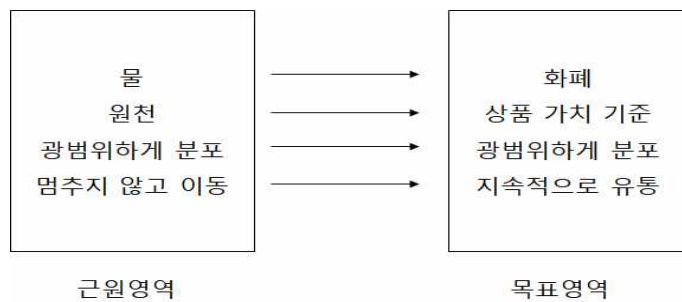 물
원천
광범위하게 분포
멈추지 않고 이동
근원영역
화폐
상품 가치 기준
광범위하게 분포
지속적으로 유통
목표영역